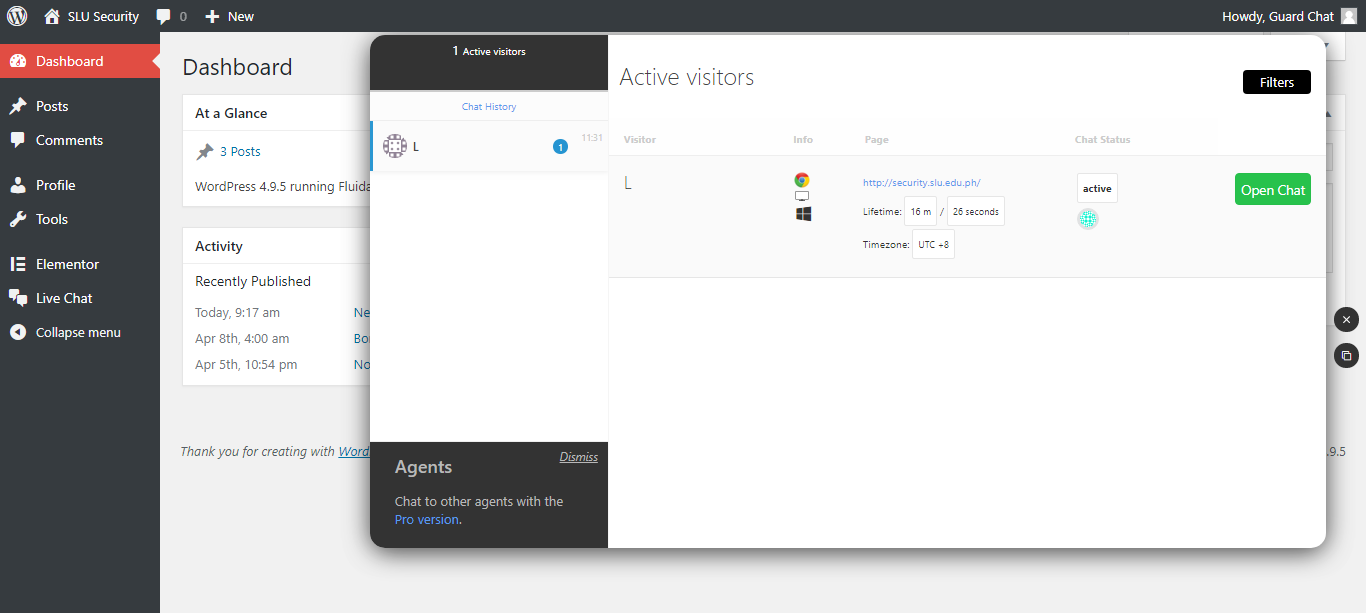 SLU Security
0
New
Howdy, Guard Chat
Dashboard
Posts
Comments
Profile
Tools
Elementor
Live Chat
Collapse menu
Dashboard
At a Glance
3 Posts
WordPress 4.9.5 running Fluida
Activity
Recently Published
Today, 9:17 am Ne
Apr 8th, 4:00 am Bo
Apr 5th, 10:54 pm No
Thank you for creating with Word
.9.5
1 Active visitors
Chat History
L
1
11:31
Agents
Dismiss
Chat to other agents with the
Pro version.
Active visitors
Filters
Visitor Info Page Chat Status
L
http://security.slu.edu.ph/
Lifetime: 16 m / 26 seconds
Timezone: UTC +8
active
Open Chat